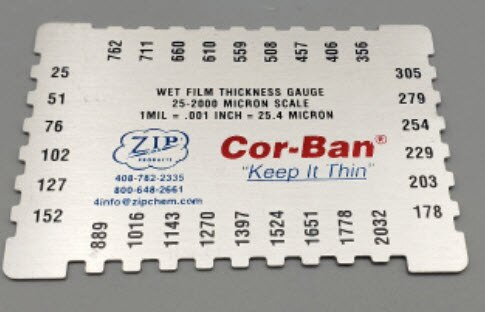 762 711 660 610 559 508 457 406 356
25
51
76
102
127
152
305
279
254
229
203
178
WET FILM THICKNESS GAUGE
25-2000 MICRON SCALE
1MIL = .001 INCH = 25.4 MICRON
ZIP
PRODUCTS
408-782-2335
800-648-2661
4info@zipchem.com
Cor-Ban®
"Keep It Thin"
889 1016 1143 1270 1397 1524 1651 1778 2032